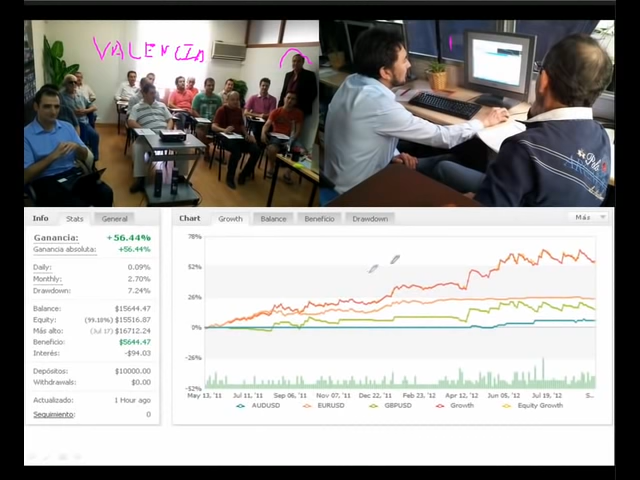 VALENCIA
Polo
Info Stats General
Ganancia: +56.44%
Ganancia absoluta: +56.44%
Daily: 0.09%
Monthly: 2.70%
Drawdown: 7.24%
Balance: $15644.47
Equity: (99.18%) $15516.87
Más alto: (Jul 17) $16712.24
Beneficio: $5644.47
Interés: -$94.03
Depósitos: $10000.00
Withdrawals: $0.00
Actualizado: 1 Hour ago
Seguimiento: 0
Chart Growth Balance Beneficio Drawdown Más
78%
52%
26%
0%
-26%
-52%
May 13, '11 Jul 11, '11 Sep 06, '11 Nov 07, '11 Dec 22, '11 Feb 23, '12 Apr 12, '12 Jun 05, '12 Jul 19, '12 S..
AUDUSD EURUSD GBPUSD Growth Equity Growth